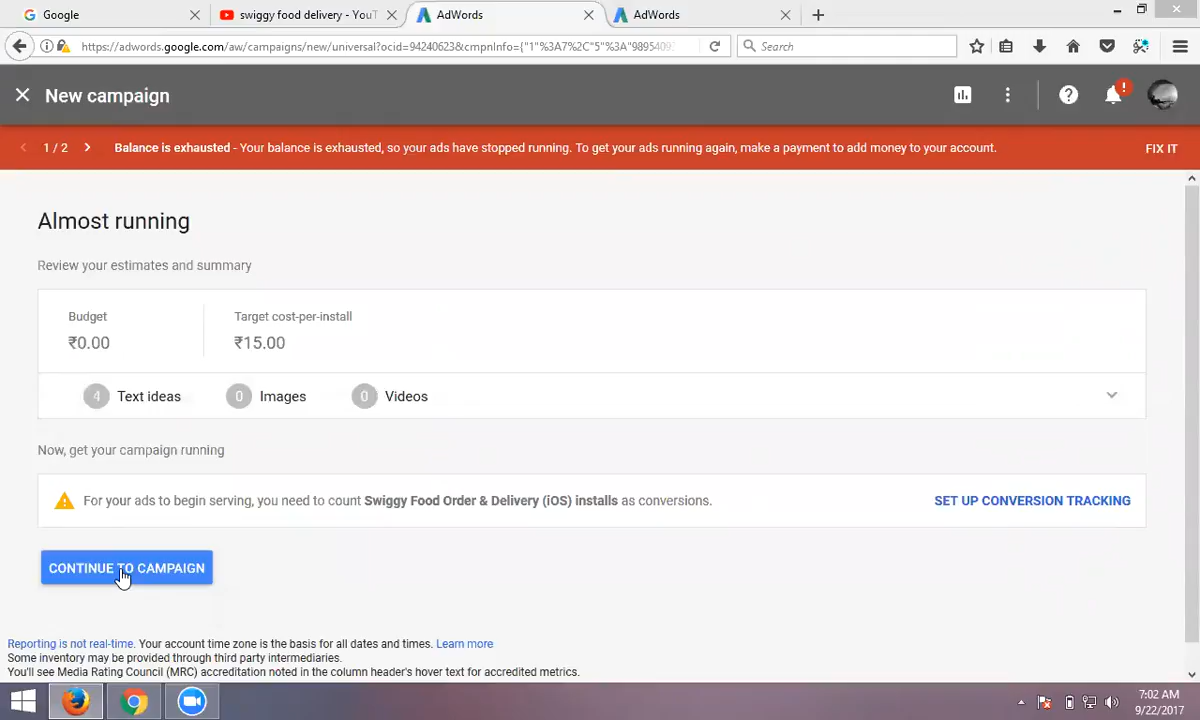 Google
swiggy food delivery - YouT
AdWords
AdWords
https://adwords.google.com/aw/campaigns/new/universal?ocid=94240623&cmpnInfo={"1"%3A7%2C"5"%3A"9895409
Search
New campaign
1 / 2
Balance is exhausted - Your balance is exhausted, so your ads have stopped running. To get your ads running again, make a payment to add money to your account.
FIX IT
Almost running
Review your estimates and summary
Budget
Target cost-per-install
₹0.00
₹15.00
4 Text ideas
0 Images
0 Videos
Now, get your campaign running
For your ads to begin serving, you need to count Swiggy Food Order & Delivery (iOS) installs as conversions.
SET UP CONVERSION TRACKING
CONTINUE TO CAMPAIGN
Reporting is not real-time. Your account time zone is the basis for all dates and times. Learn more
Some inventory may be provided through third party intermediaries.
You'll see Media Rating Council (MRC) accreditation noted in the column header's hover text for accredited metrics.
7:02 AM
9/22/2017